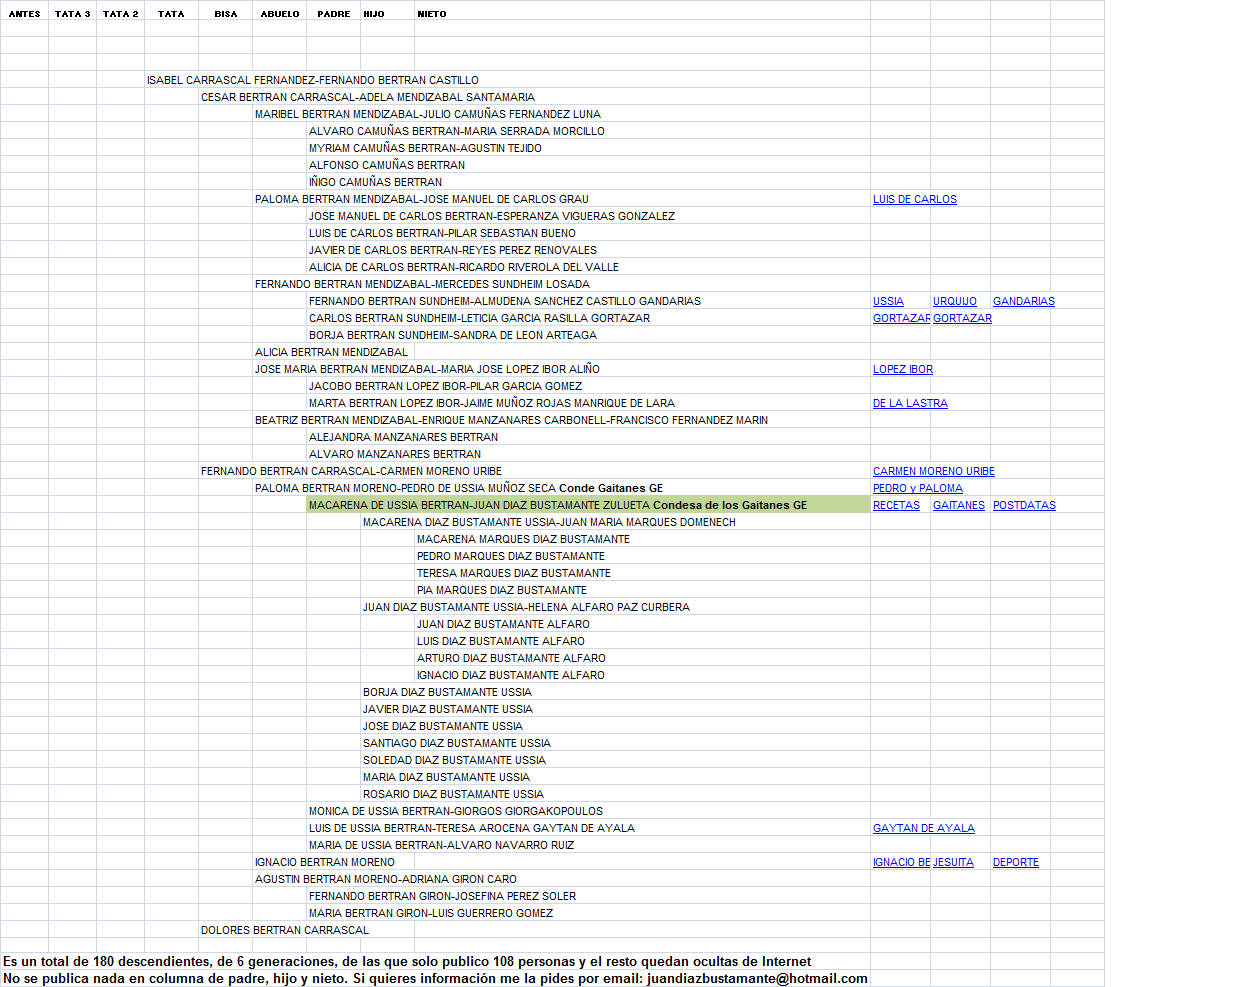 ANTES TATA 3 TATA 2 TATA BISA ABUELO PADRE HIJO NIETO
ISABEL CARRASCAL FERNANDEZ-FERNANDO BERTRAN CASTILLO
CESAR BERTRAN CARRASCAL-ADELA MENDIZABAL SANTAMARIA
MARIBEL BERTRAN MENDIZABAL-JULIO CAMUÑAS FERNANDEZ LUNA
ALVARO CAMUÑAS BERTRAN-MARIA SERRADA MORCILLO
MYRIAM CAMUÑAS BERTRAN-AGUSTIN TEJIDO
ALFONSO CAMUÑAS BERTRAN
IÑIGO CAMUÑAS BERTRAN
PALOMA BERTRAN MENDIZABAL-JOSE MANUEL DE CARLOS GRAU LUIS DE CARLOS
JOSE MANUEL DE CARLOS BERTRAN-ESPERANZA VIGUERAS GONZALEZ
LUIS DE CARLOS BERTRAN-PILAR SEBASTIAN BUENO
JAVIER DE CARLOS BERTRAN-REYES PEREZ RENOVALES
ALICIA DE CARLOS BERTRAN-RICARDO RIVEROLA DEL VALLE
FERNANDO BERTRAN MENDIZABAL-MERCEDES SUNDHEIM LOSADA
FERNANDO BERTRAN SUNDHEIM-ALMUDENA SANCHEZ CASTILLO GANDARIAS USSIA URQUIJO GANDARIAS
CARLOS BERTRAN SUNDHEIM-LETICIA GARCIA RASILLA GORTAZAR GORTAZAR GORTAZAR
BORJA BERTRAN SUNDHEIM-SANDRA DE LEON ARTEAGA
ALICIA BERTRAN MENDIZABAL
JOSE MARIA BERTRAN MENDIZABAL-MARIA JOSE LOPEZ IBOR ALIÑO LOPEZ IBOR
JACOBO BERTRAN LOPEZ IBOR-PILAR GARCIA GOMEZ
MARTA BERTRAN LOPEZ IBOR-JAIME MUÑOZ ROJAS MANRIQUE DE LARA DE LA LASTRA
BEATRIZ BERTRAN MENDIZABAL-ENRIQUE MANZANARES CARBONELL-FRANCISCO FERNANDEZ MARIN
ALEJANDRA MANZANARES BERTRAN
ALVARO MANZANARES BERTRAN
FERNANDO BERTRAN CARRASCAL-CARMEN MORENO URIBE CARMEN MORENO URIBE
PALOMA BERTRAN MORENO-PEDRO DE USSIA MUÑOZ SECA Conde Gaitanes GE PEDRO y PALOMA
MACARENA DE USSIA BERTRAN-JUAN DIAZ BUSTAMANTE ZULUETA Condesa de los Gaitanes GE RECETAS GAITANES POSTDATAS
MACARENA DIAZ BUSTAMANTE USSIA-JUAN MARIA MARQUES DOMENECH
MACARENA MARQUES DIAZ BUSTAMANTE
PEDRO MARQUES DIAZ BUSTAMANTE
TERESA MARQUES DIAZ BUSTAMANTE
PIA MARQUES DIAZ BUSTAMANTE
JUAN DIAZ BUSTAMANTE USSIA-HELENA ALFARO PAZ CURBERA
JUAN DIAZ BUSTAMANTE ALFARO
LUIS DIAZ BUSTAMANTE ALFARO
ARTURO DIAZ BUSTAMANTE ALFARO
IGNACIO DIAZ BUSTAMANTE ALFARO
BORJA DIAZ BUSTAMANTE USSIA
JAVIER DIAZ BUSTAMANTE USSIA
JOSE DIAZ BUSTAMANTE USSIA
SANTIAGO DIAZ BUSTAMANTE USSIA
SOLEDAD DIAZ BUSTAMANTE USSIA
MARIA DIAZ BUSTAMANTE USSIA
ROSARIO DIAZ BUSTAMANTE USSIA
MONICA DE USSIA BERTRAN-GIORGOS GIORGAKOPOULOS
LUIS DE USSIA BERTRAN-TERESA AROCENA GAYTAN DE AYALA GAYTAN DE AYALA
MARIA DE USSIA BERTRAN-ALVARO NAVARRO RUIZ
IGNACIO BERTRAN MORENO IGNACIO BE JESUITA DEPORTE
AGUSTIN BERTRAN MORENO-ADRIANA GIRON CARO
FERNANDO BERTRAN GIRON-JOSEFINA PEREZ SOLER
MARIA BERTRAN GIRON-LUIS GUERRERO GOMEZ
DOLORES BERTRAN CARRASCAL
Es un total de 180 descendientes, de 6 generaciones, de las que solo publico 108 personas y el resto quedan ocultas de Internet
No se publica nada en columna de padre, hijo y nieto. Si quieres información me la pides por email: juandiazbustamante@hotmail.com